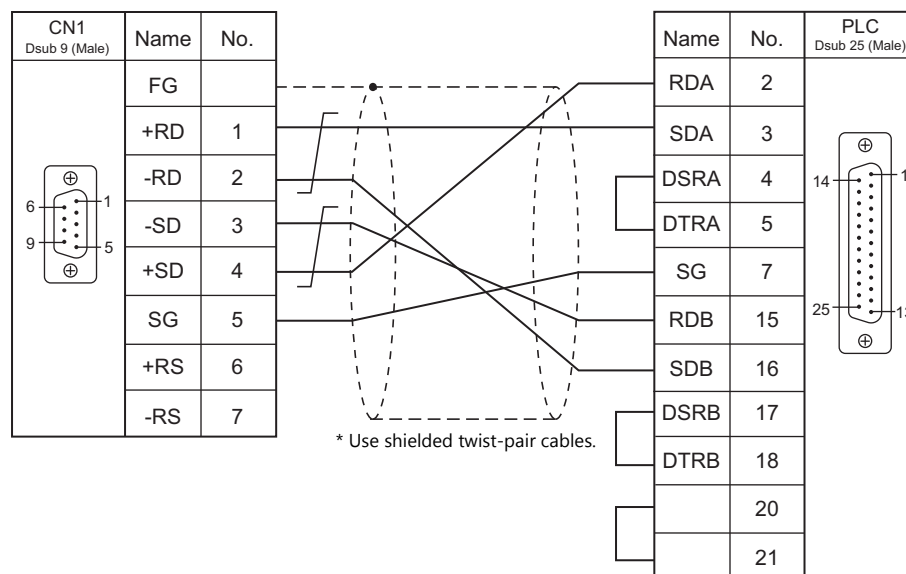 CN1
Dsub 9 (Male)
Name No.
FG
+RD 1
-RD 2
-SD 3
+SD 4
SG 5
+RS 6
-RS 7
6
1
9
5
* Use shielded twist-pair cables.
Name No.
PLC
Dsub 25 (Male)
RDA 2
SDA 3
DSRA 4
DTRA 5
SG 7
RDB 15
SDB 16
DSRB 17
DTRB 18
20
21
14
1
25